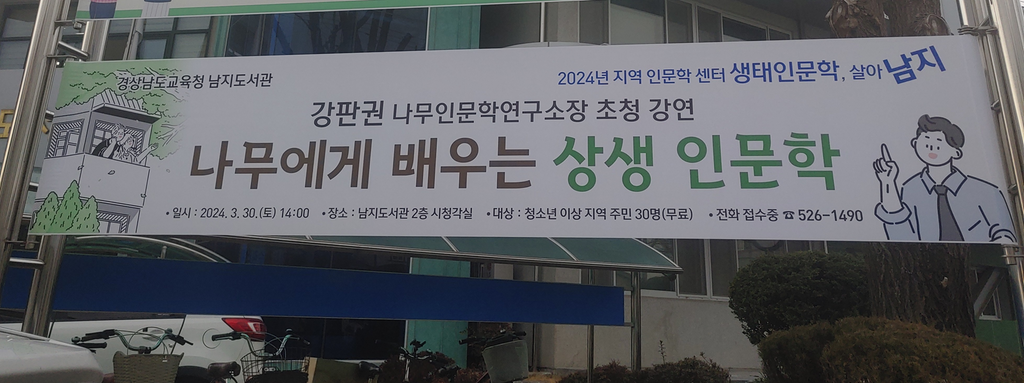 경상남도교육청 남지도서관
2024년 지역 인문학 센터 생태인문학, 살아남지
강판권 나무인문학연구소장 초청 강연
나무에게 배우는 상생 인문학
• 일시 : 2024. 3. 30.(토) 14:00 • 장소 : 남지도서관 2층 시청각실 • 대상 : 청소년 이상 지역 주민 30명(무료) • 전화 접수중 ☎ 526-1490